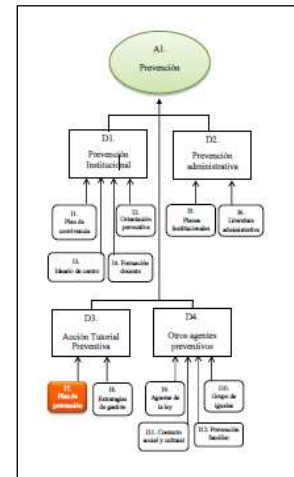 A1.
Prevención
D1.
Prevención
Institucional
D2.
Prevención
administrativa
I1.
Plan de
convivencia
I2.
Orientación
preventiva
I3.
Ideario de centro
I4. Formación
docente
I5.
Planes
Institucionales
I6.
Literatura
administrativa
D3.
Acción Tutorial
Preventiva
D4.
Otros agentes
preventivos
I7.
Plan de
prevención
I8.
Estrategias
de gestión
I9.
Agentes de
la ley
I10.
Grupo de
iguales
I11. Contexto
social y cultural
I12. Prevención
familiar